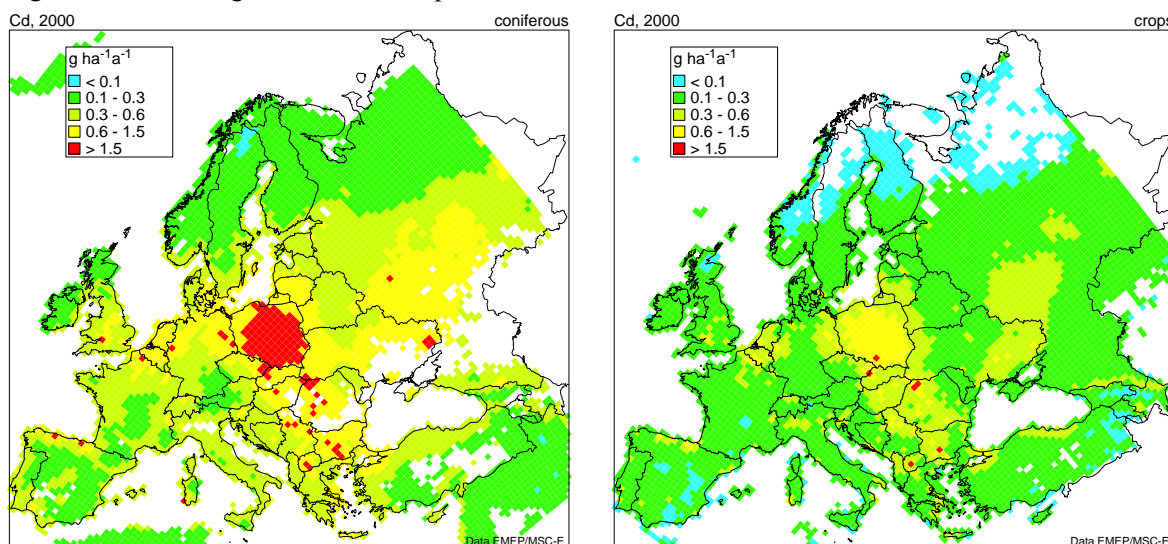 Cd, 2000
coniferous
g ha⁻¹a⁻¹
< 0.1
0.1 - 0.3
0.3 - 0.6
0.6 - 1.5
> 1.5
Data EMEP/MSC-E
Cd, 2000
crops
g ha⁻¹a⁻¹
< 0.1
0.1 - 0.3
0.3 - 0.6
0.6 - 1.5
> 1.5
Data EMEP/MSC-E